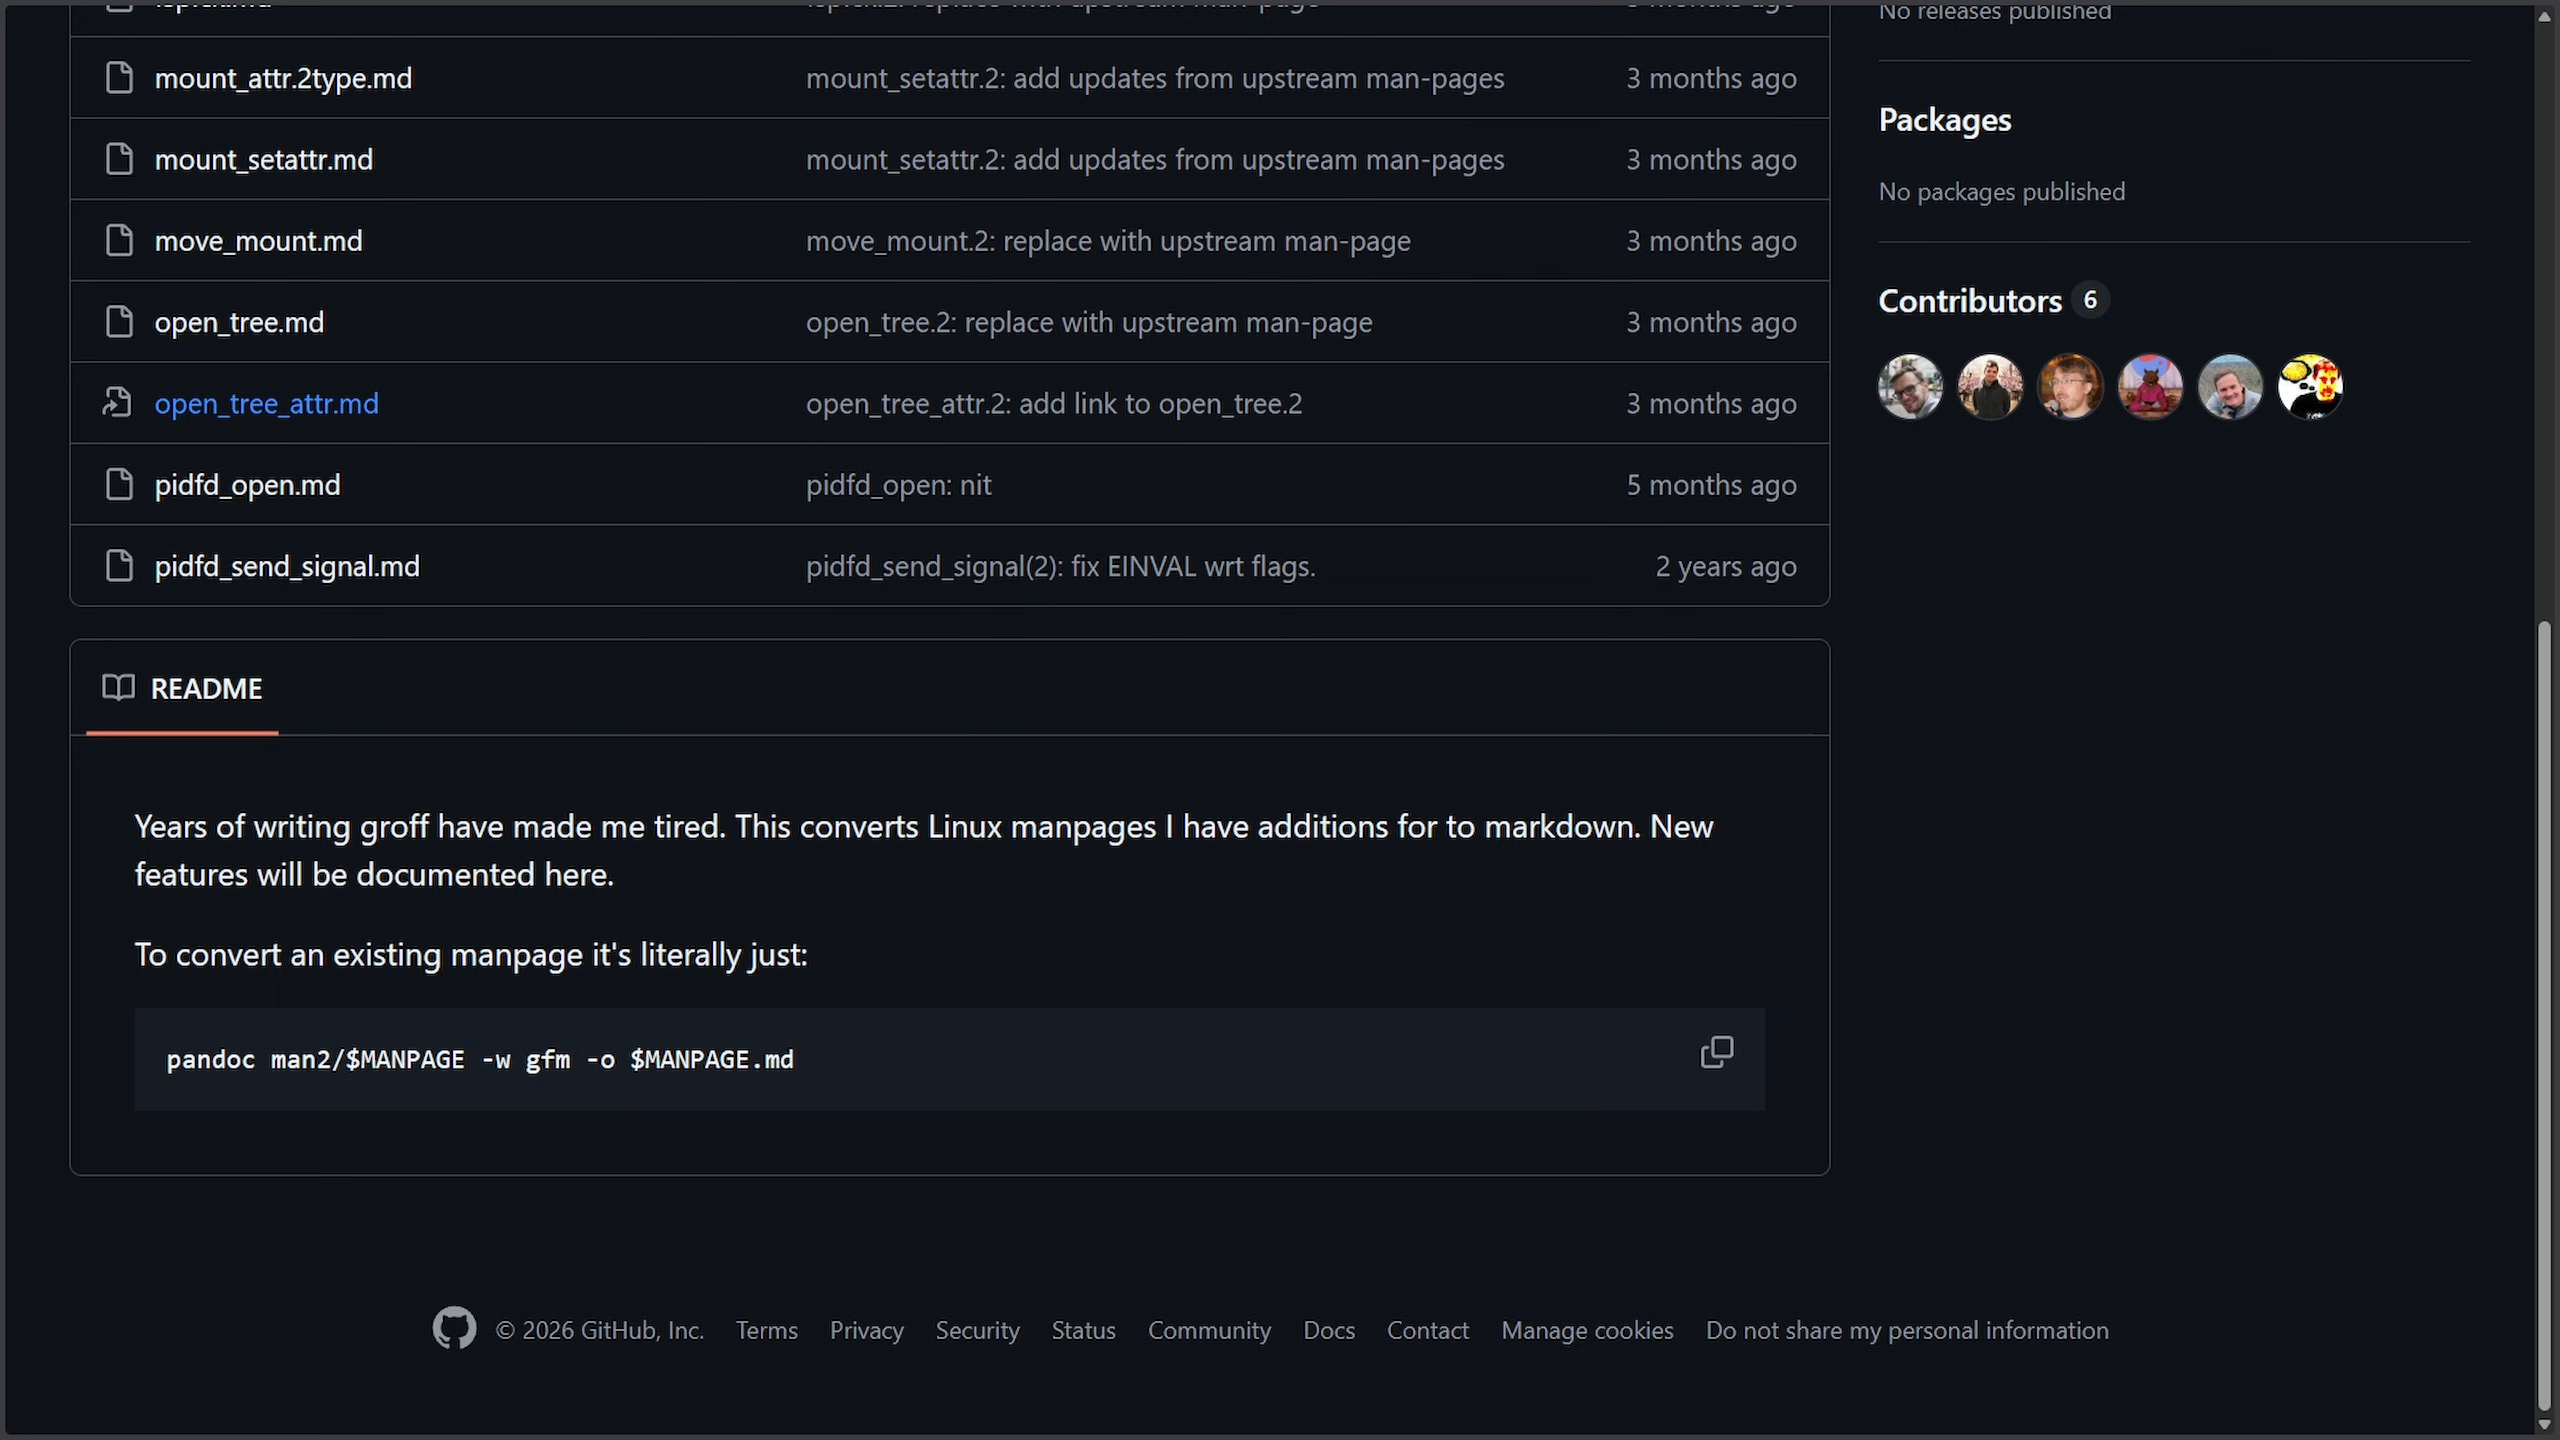 No releases published
mount_attr.2type.md mount_setattr.2: add updates from upstream man-pages 3 months ago
mount_setattr.md mount_setattr.2: add updates from upstream man-pages 3 months ago
move_mount.md move_mount.2: replace with upstream man-page 3 months ago
open_tree.md open_tree.2: replace with upstream man-page 3 months ago
open_tree_attr.md open_tree_attr.2: add link to open_tree.2 3 months ago
pidfd_open.md pidfd_open: nit 5 months ago
pidfd_send_signal.md pidfd_send_signal(2): fix EINVAL wrt flags. 2 years ago
Packages
No packages published
Contributors 6
README
Years of writing groff have made me tired. This converts Linux manpages I have additions for to markdown. New
features will be documented here.
To convert an existing manpage it's literally just:
pandoc man2/$MANPAGE -w gfm -o $MANPAGE.md
© 2026 GitHub, Inc. Terms Privacy Security Status Community Docs Contact Manage cookies Do not share my personal information